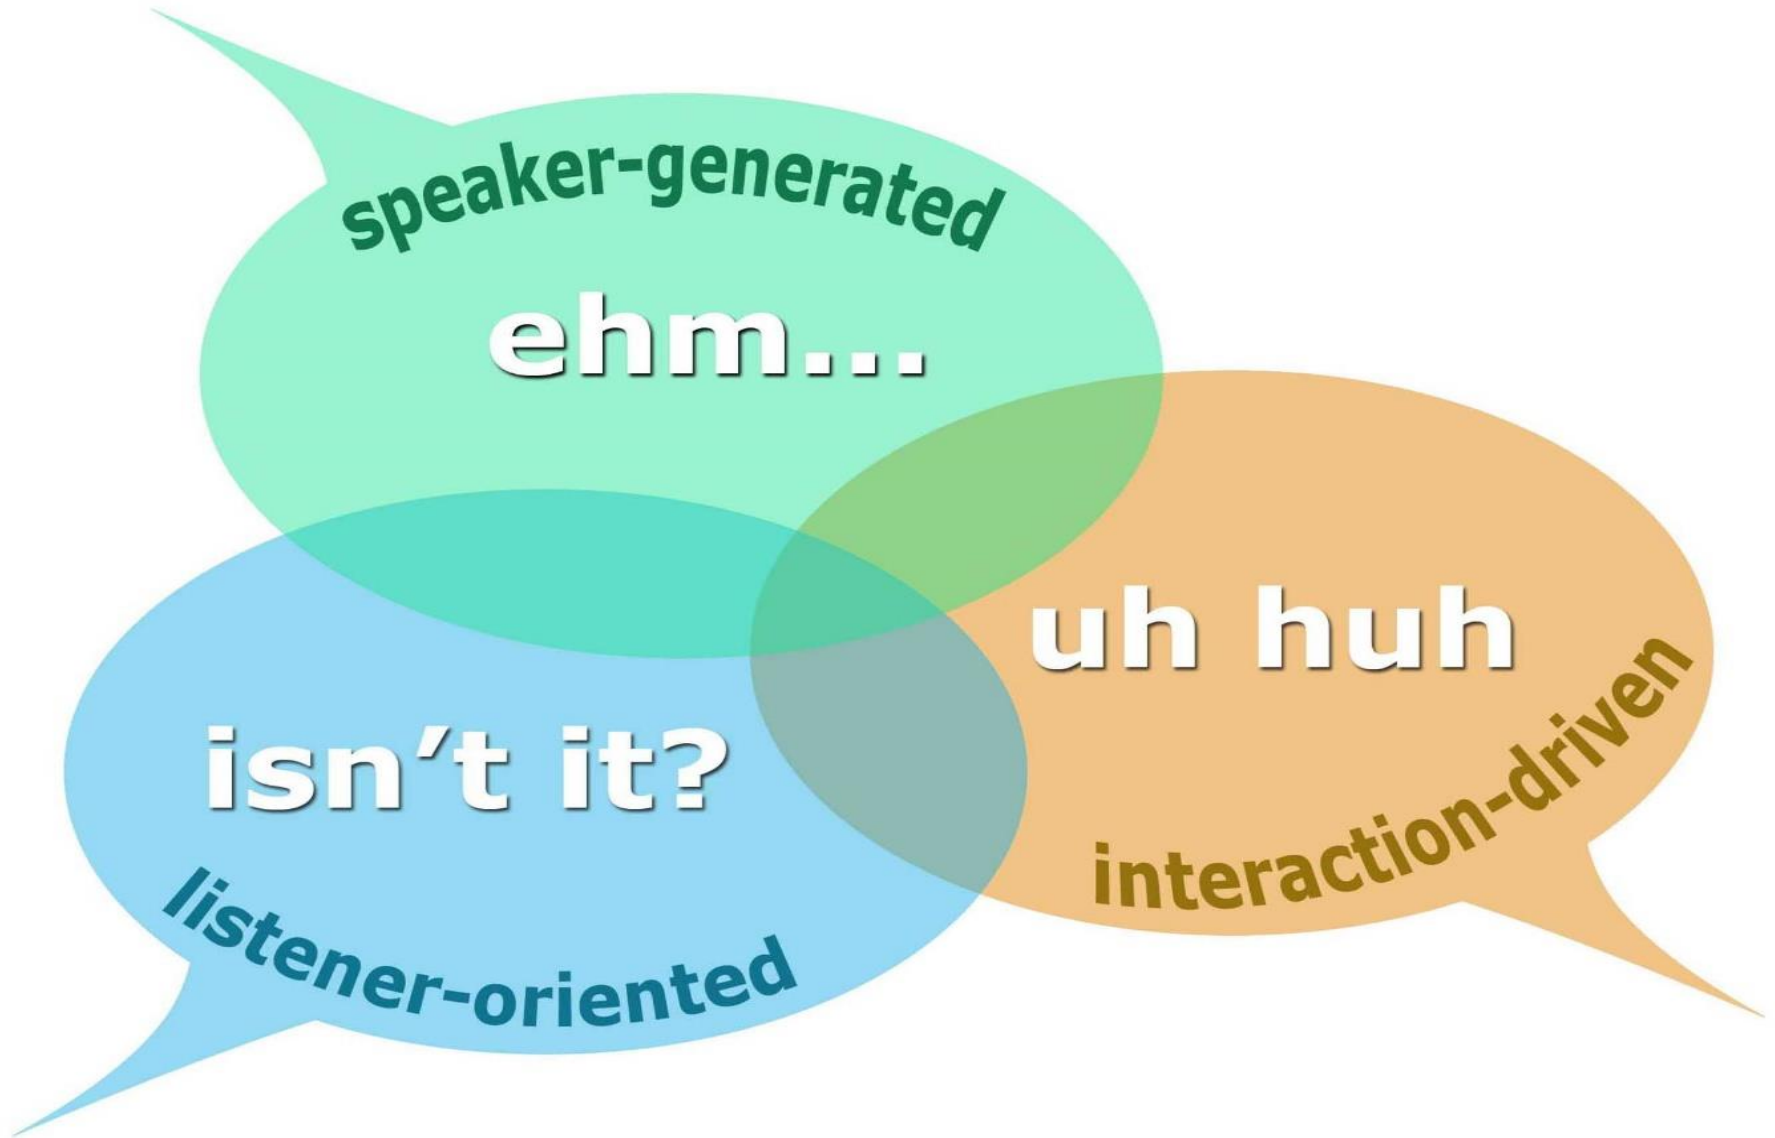 speaker-generated
ehm...
uh huh
interaction-driven
isn’t it?
listener-oriented